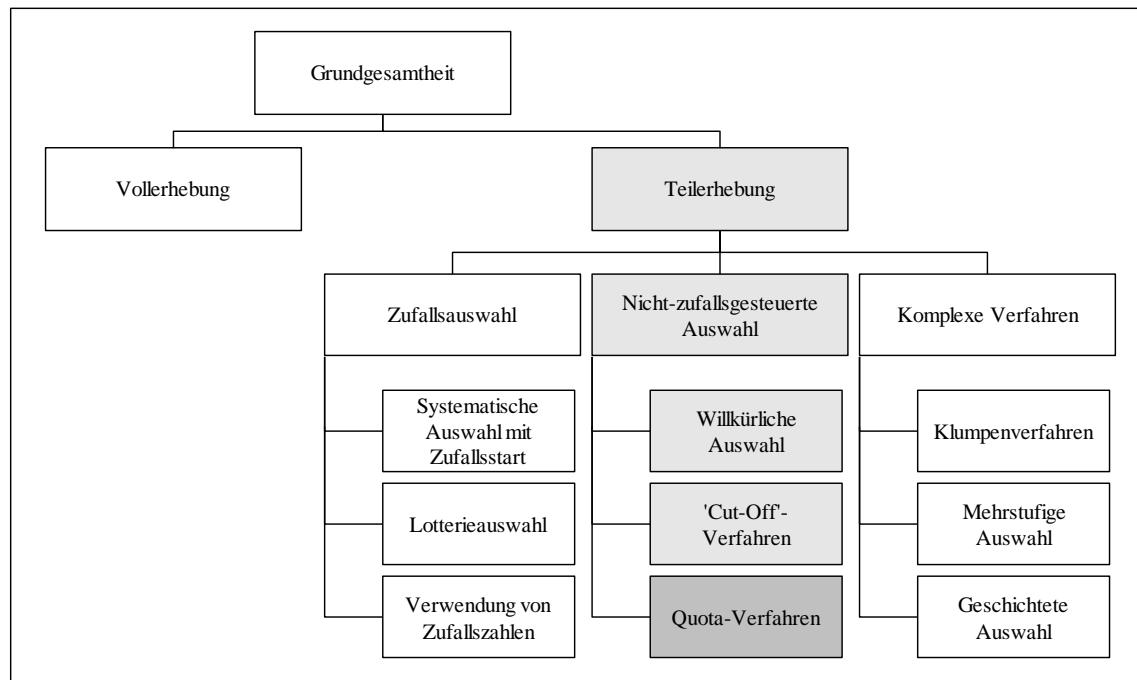 Grundgesamtheit
Vollerhebung
Teilerhebung
Zufallsauswahl
Nicht-zufallsgesteuerte
Auswahl
Komplexe Verfahren
Systematische
Auswahl mit
Zufallsstart
Willkürliche
Auswahl
Klumpenverfahren
Lotterieauswahl
'Cut-Off'-
Verfahren
Mehrstufige
Auswahl
Verwendung von
Zufallszahlen
Quota-Verfahren
Geschichtete
Auswahl